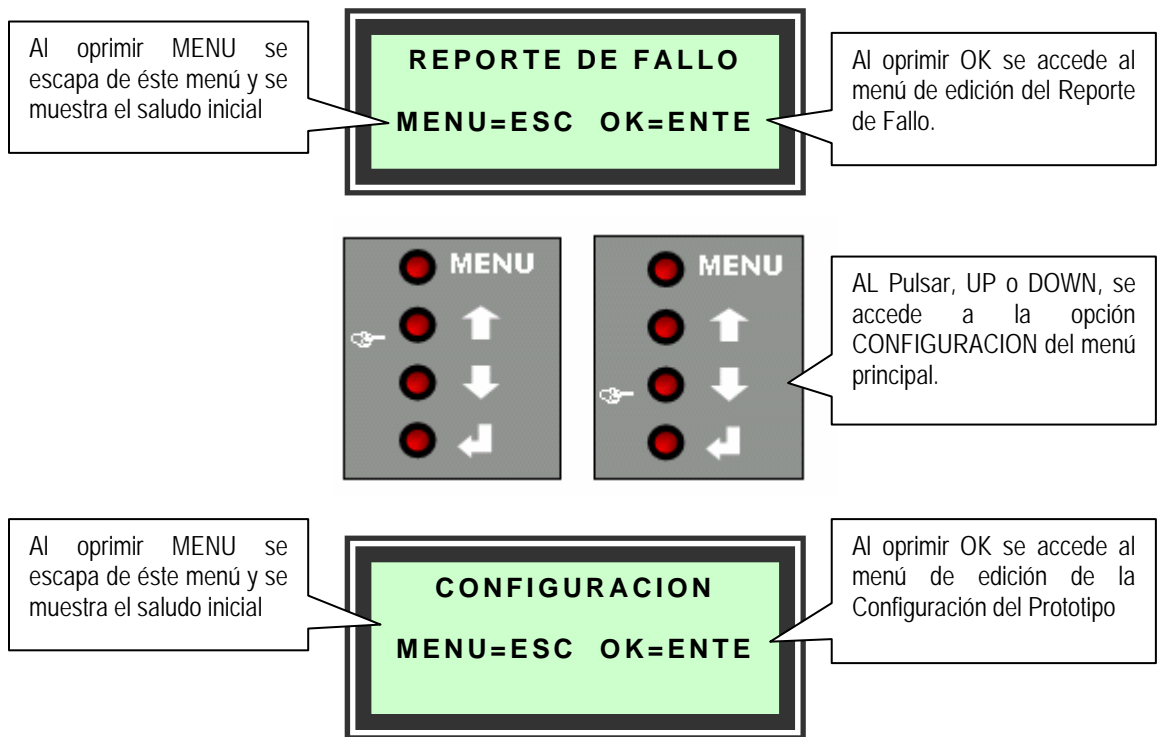 Al oprimir MENU se
escapa de éste menú y se
muestra el saludo inicial
REPORTE DE FALLO
MENU=ESC OK=ENTE
Al oprimir OK se accede al
menú de edición del Reporte
de Fallo.
MENU
MENU
AL Pulsar, UP o DOWN, se
accede a la opción
CONFIGURACION del menú
principal.
Al oprimir MENU se
escapa de éste menú y se
muestra el saludo inicial
CONFIGURACION
MENU=ESC OK=ENTE
Al oprimir OK se accede al
menú de edición de la
Configuración del Prototipo